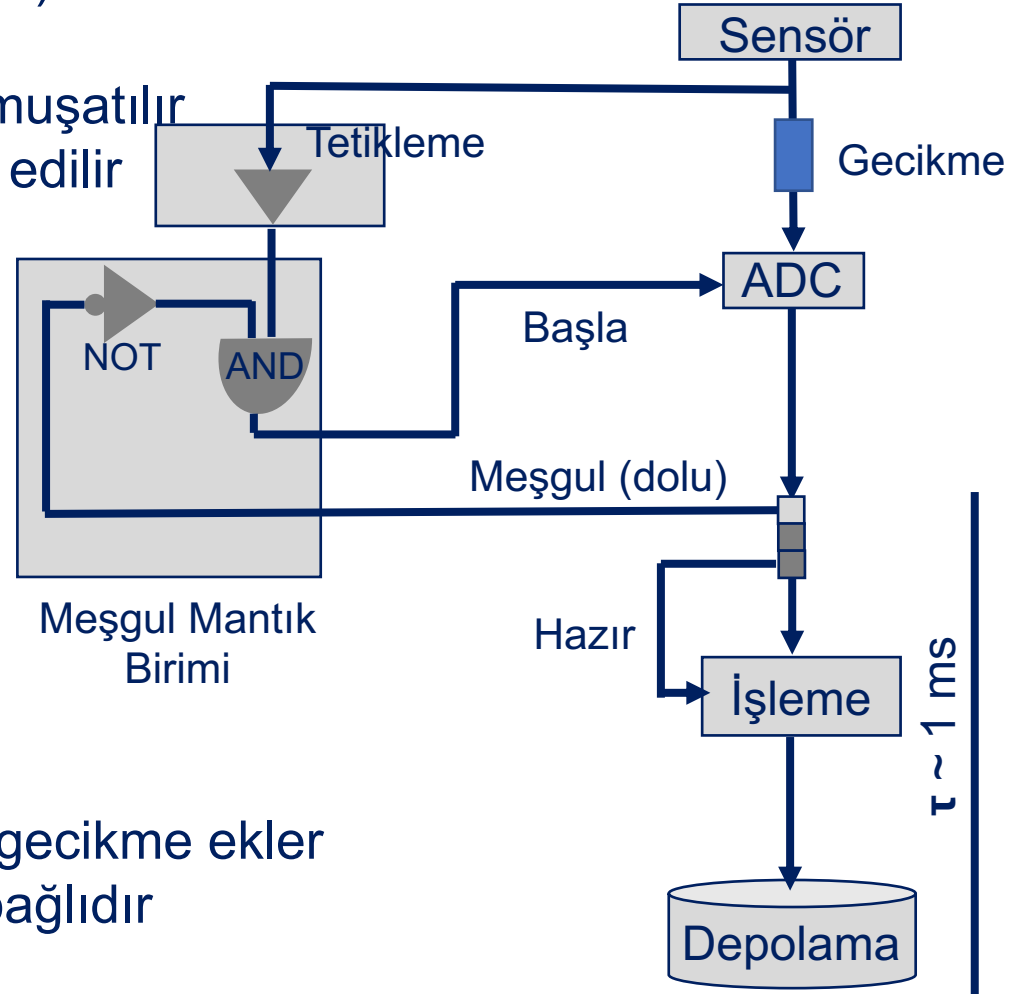 )
Sensör
muşatılır
Tetikleme
edilir
Gecikme
ADC
Başla
NOT
AND
Meşgul (dolu)
Meşgul Mantık
Birimi
Hazır
İşleme
τ ~ 1 ms
gecikme ekler
bağlıdır
Depolama